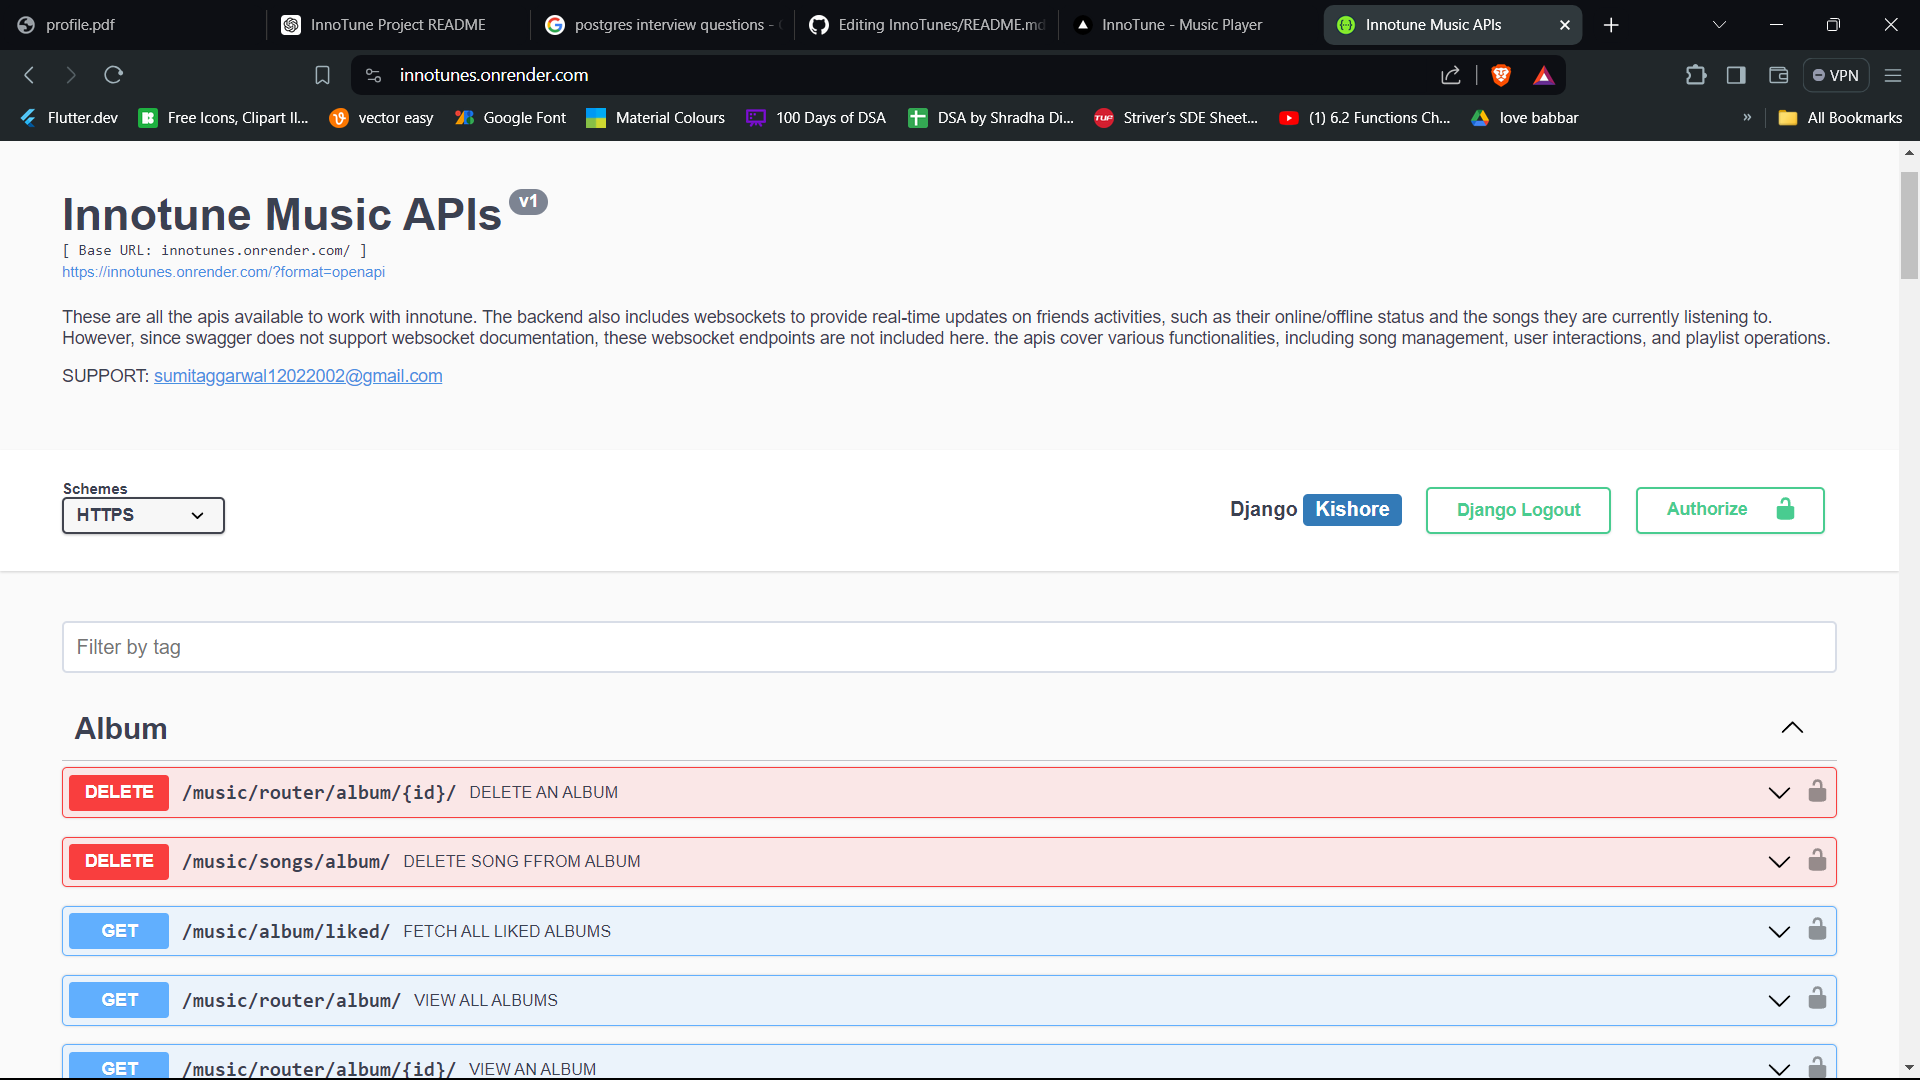 profile.pdf
InnoTune Project README
postgres interview questions -
Editing InnoTunes/README.md
InnoTune - Music Player
Innotune Music APIs
innotunes.onrender.com
VPN
Flutter.dev
Free Icons, Clipart Il...
vector easy
Google Font
Material Colours
100 Days of DSA
DSA by Shradha Di...
TUF
Striver's SDE Sheet...
(1) 6.2 Functions Ch...
love babbar
»
All Bookmarks
Innotune Music APIs v1
[ Base URL: innotunes.onrender.com/ ]
https://innotunes.onrender.com/?format=openapi
These are all the apis available to work with innotune. The backend also includes websockets to provide real-time updates on friends activities, such as their online/offline status and the songs they are currently listening to.
However, since swagger does not support websocket documentation, these websocket endpoints are not included here. the apis cover various functionalities, including song management, user interactions, and playlist operations.
SUPPORT: sumitaggarwal12022002@gmail.com
Schemes
HTTPS
Django Kishore
Django Logout
Authorize
Filter by tag
Album
DELETE /music/router/album/{id}/ DELETE AN ALBUM
DELETE /music/songs/album/ DELETE SONG FFROM ALBUM
GET /music/album/liked/ FETCH ALL LIKED ALBUMS
GET /music/router/album/ VIEW ALL ALBUMS
GET /music/router/album/{id}/ VIEW AN ALBUM